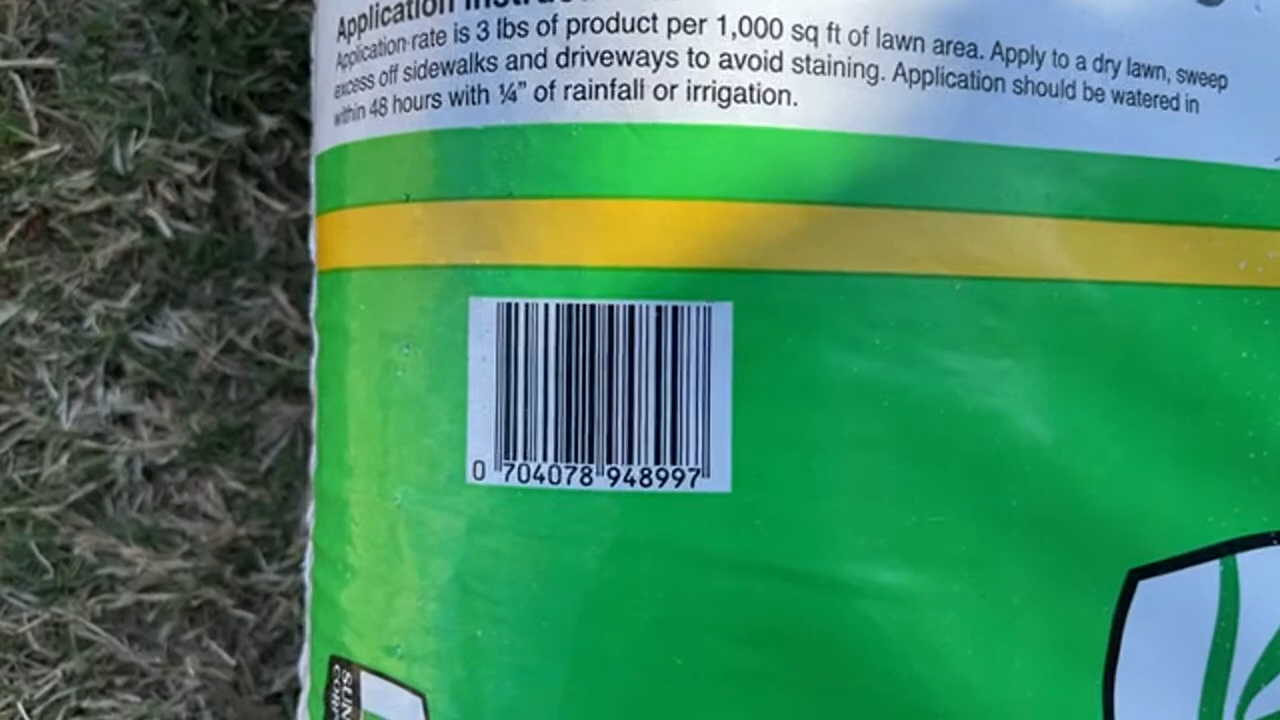 Application
Application rate is 3 lbs of product per 1,000 sq ft of lawn area. Apply to a dry lawn, sweep
excess off sidewalks and driveways to avoid staining. Application should be watered in
within 48 hours with ¼” of rainfall or irrigation.
0 704078 948997
SUN